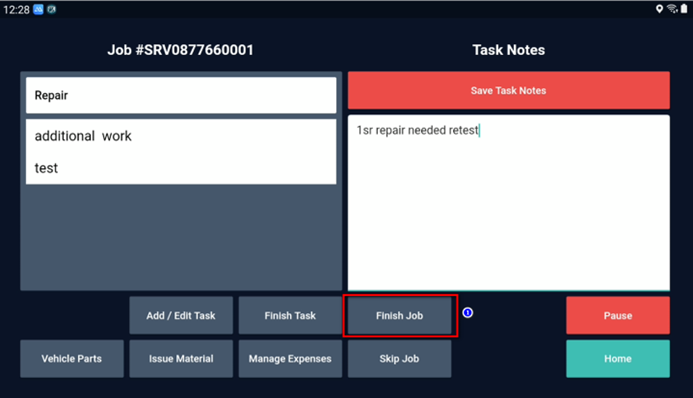 12:28
Job #SRV0877660001
Task Notes
Repair
Save Task Notes
additional work
test
1sr repair needed retest
Add / Edit Task
Finish Task
Finish Job
1
Pause
Vehicle Parts
Issue Material
Manage Expenses
Skip Job
Home